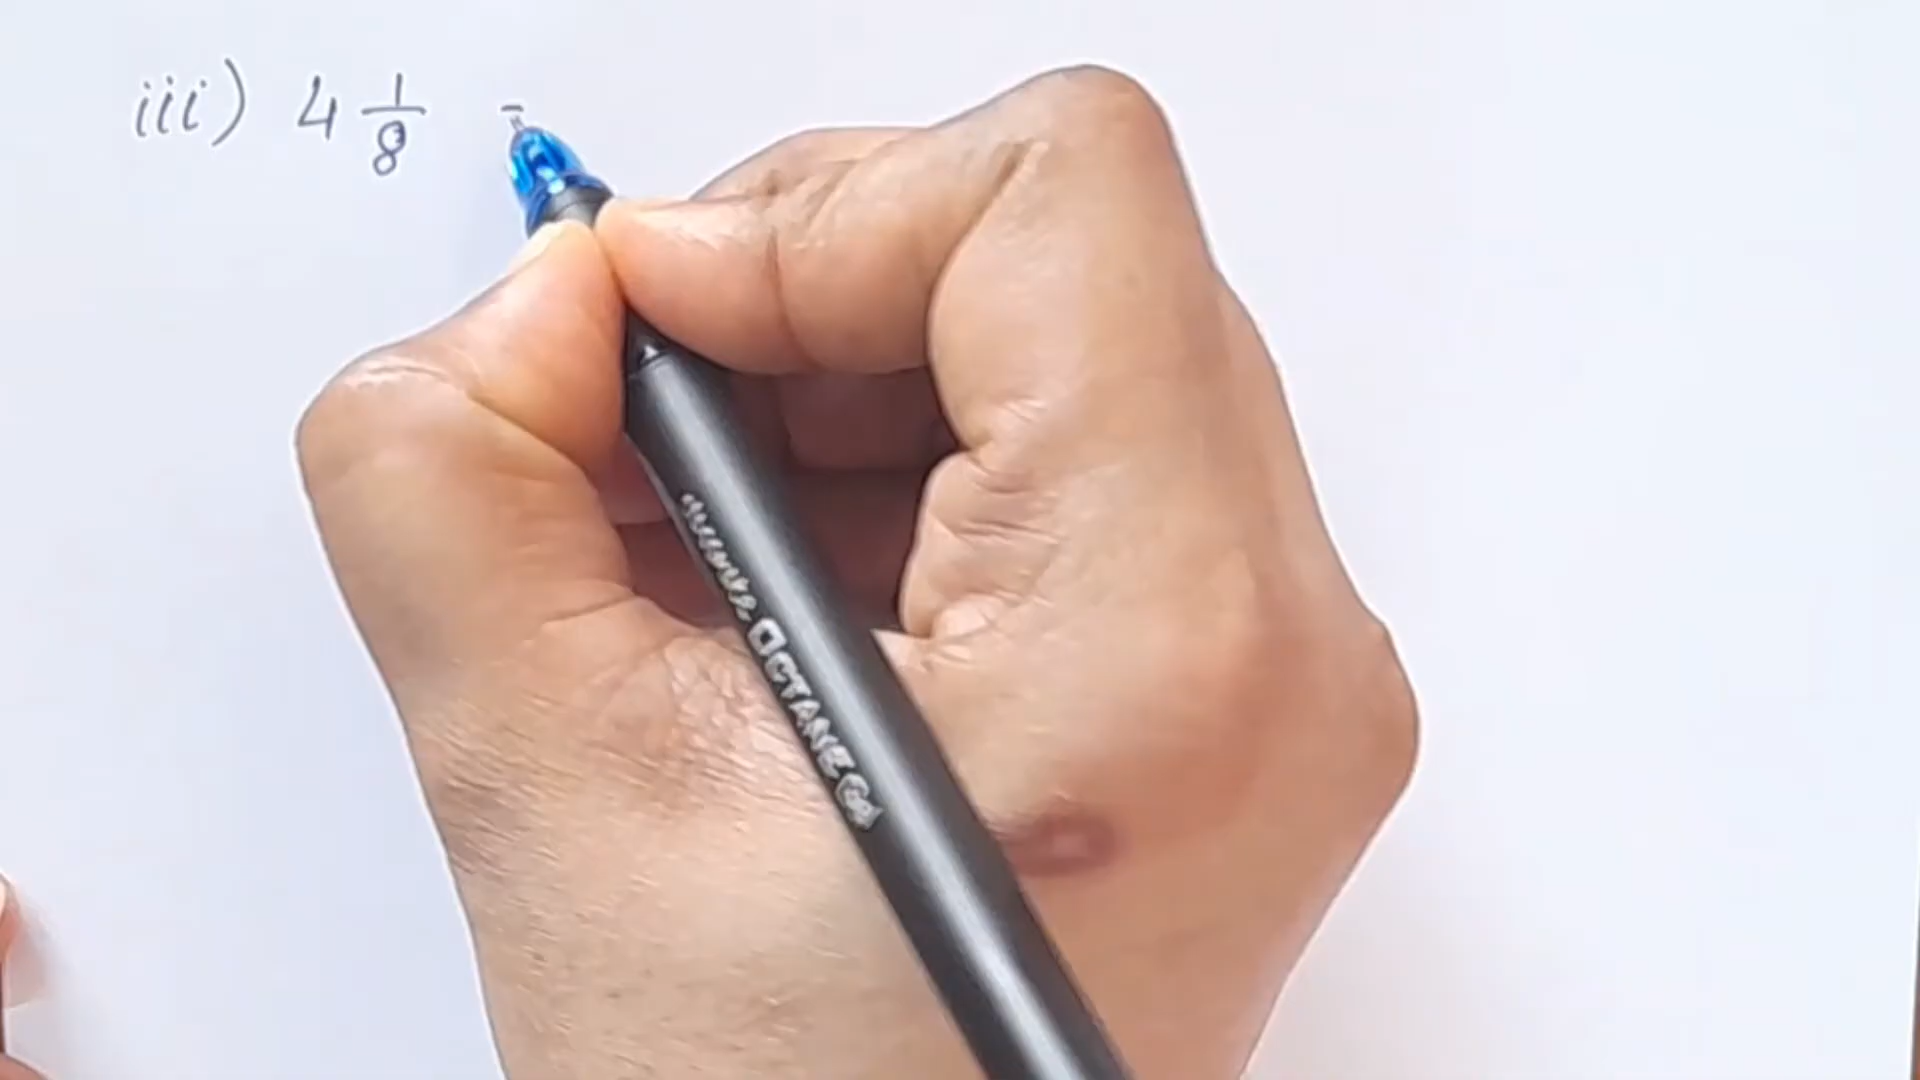 iii) 4 1/8 =
OCTANE